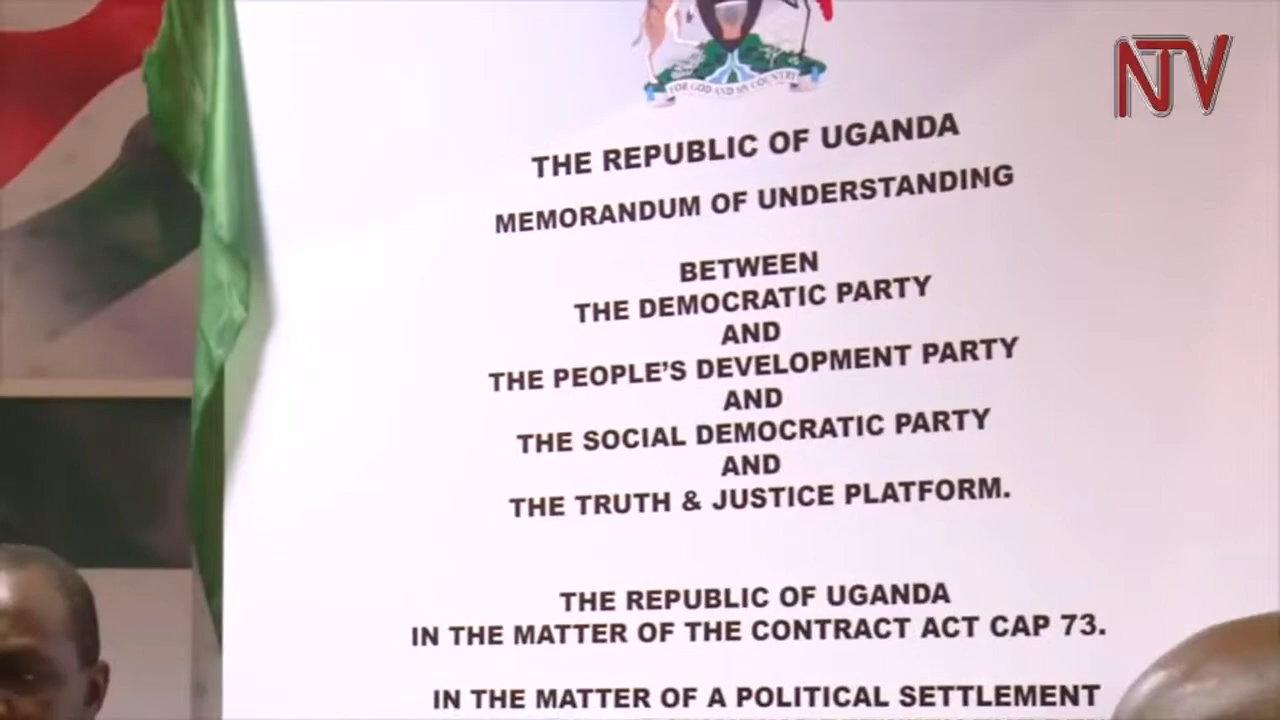 NTV
FOR GOD AND MY COUNTRY
THE REPUBLIC OF UGANDA
MEMORANDUM OF UNDERSTANDING
BETWEEN
THE DEMOCRATIC PARTY
AND
THE PEOPLE'S DEVELOPMENT PARTY
AND
THE SOCIAL DEMOCRATIC PARTY
AND
THE TRUTH & JUSTICE PLATFORM.
THE REPUBLIC OF UGANDA
IN THE MATTER OF THE CONTRACT ACT CAP 73.
IN THE MATTER OF A POLITICAL SETTLEMENT